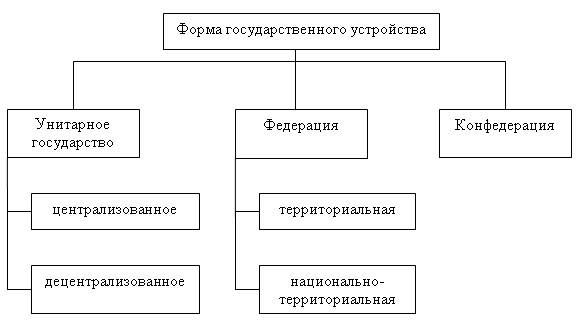 Форма государственного устройства
Унитарное
государство
Федерация
Конфедерация
централизованное
территориальная
децентрализованное
национально-
территориальная